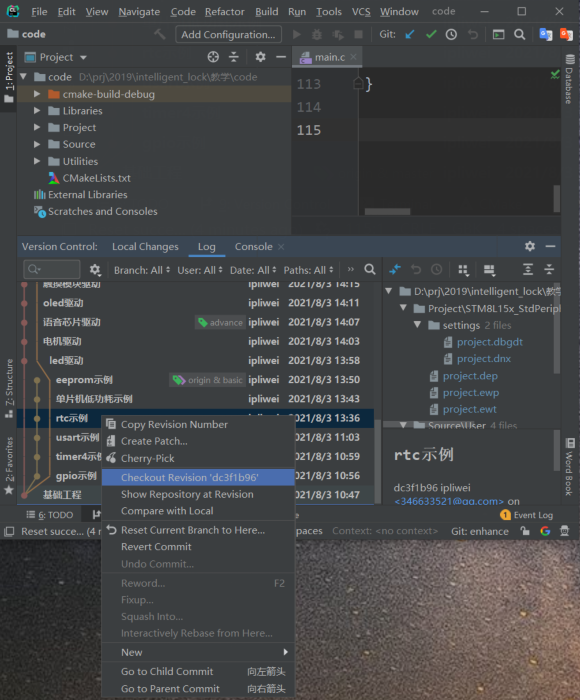 File Edit View Navigate Code Refactor Build Run Tools VCS Window code
code Add Configuration... Git:
1: Project
Project
main.c
Database
code D:\prj\2019\intelligent_lock\教学\code
cmake-build-debug
Libraries
Project
Source
Utilities
CMakeLists.txt
External Libraries
Scratches and Consoles
113 }
114
115
Version Control: Local Changes Log Console
Branch: All User: All Date: All Paths: All
触摸模块驱动 ipliwei 2021/8/3 14:15
oled驱动 ipliwei 2021/8/3 14:11
语音芯片驱动 advance ipliwei 2021/8/3 14:07
电机驱动 ipliwei 2021/8/3 14:03
led驱动 ipliwei 2021/8/3 13:58
eeprom示例 origin & basic ipliwei 2021/8/3 13:50
单片机低功耗示例 ipliwei 2021/8/3 13:43
rtc示例 ipliwei 2021/8/3 13:36
usart示例 2021/8/3 11:03
timer4示例 2021/8/3 10:59
gpio示例 2021/8/3 10:56
基础工程 2021/8/3 10:47
D:\prj\2019\intelligent_lock\教学
Project\STM8L15x_StdPeriph
settings 2 files
project.dbgdt
project.dnx
project.dep
project.ewp
project.ewt
Source\User
rtc示例
dc3f1b96 ipliwei
<346633521@qq.com> on
7: Structure
2: Favorites
Word Book
Copy Revision Number
Create Patch...
Cherry-Pick
Checkout Revision 'dc3f1b96'
Show Repository at Revision
Compare with Local
Reset Current Branch to Here...
Revert Commit
Undo Commit...
Reword... F2
Fixup...
Squash Into...
Interactively Rebase from Here...
New
Go to Child Commit 向左箭头
Go to Parent Commit 向右箭头
6: TODO
1 Event Log
Reset succe... (4 paces Context: <no context> Git: enhance